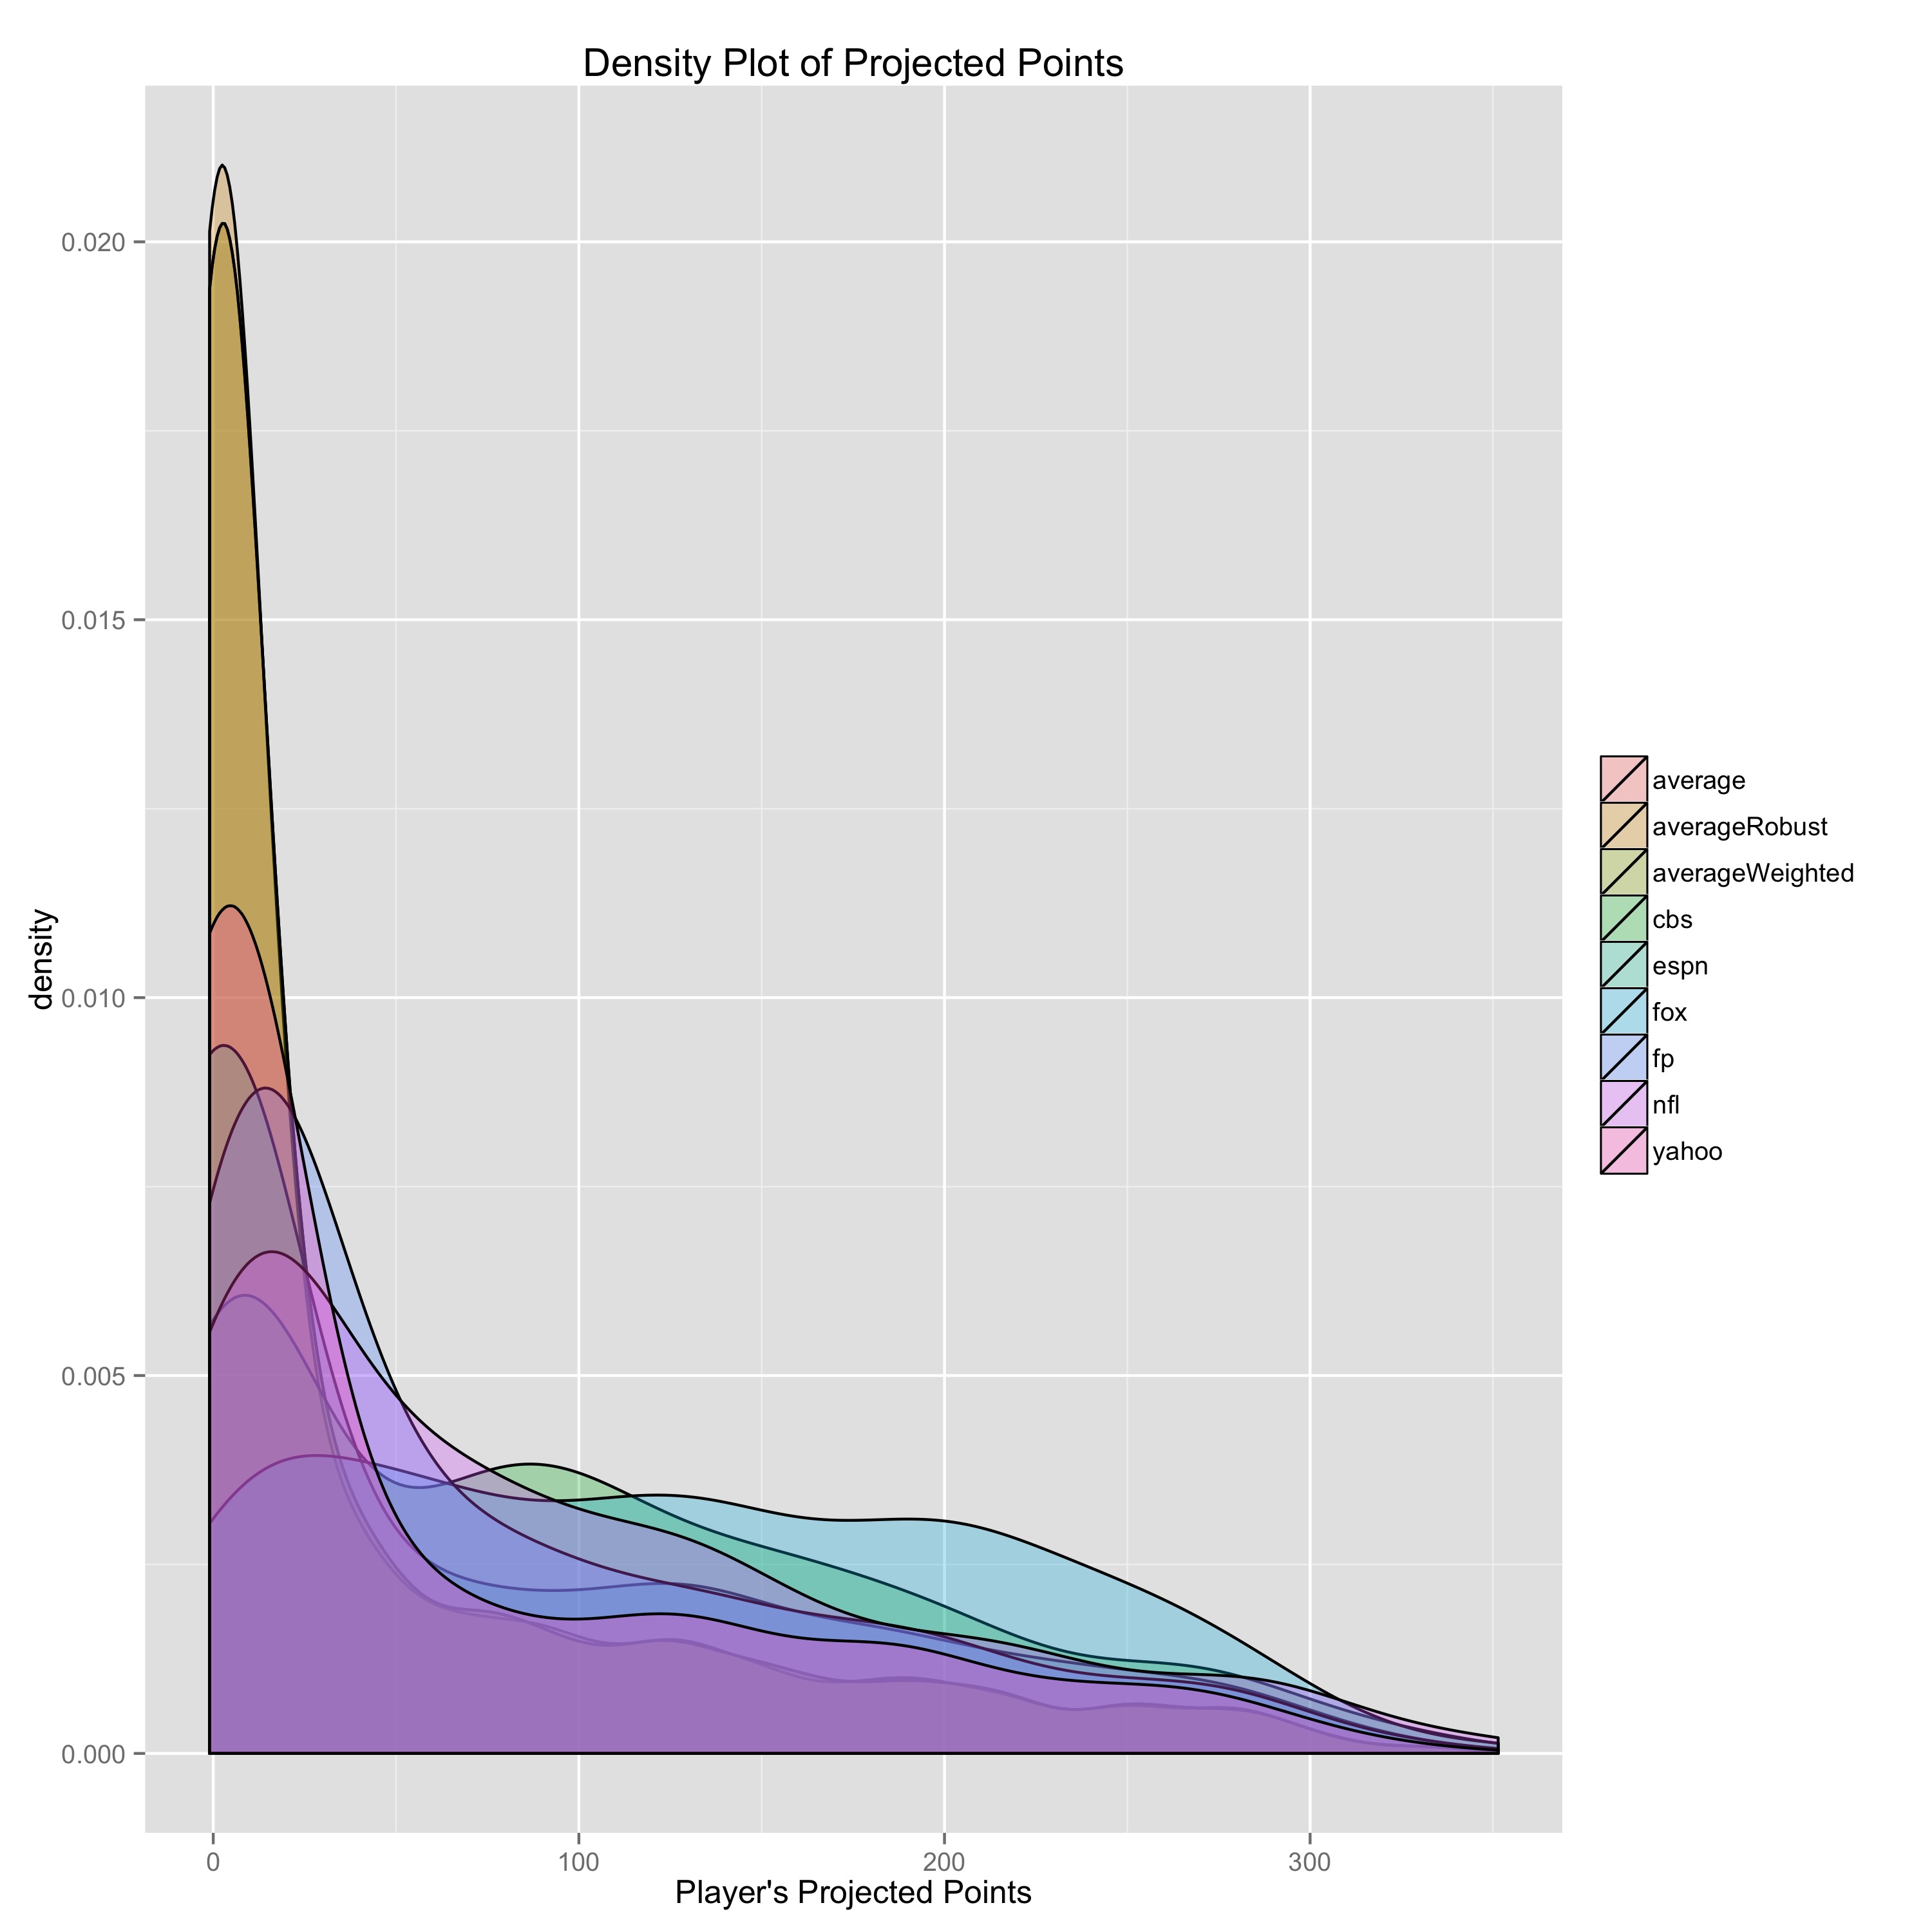 Density Plot of Projected Points
density
0.020
0.015
0.010
0.005
0.000
0
100
200
300
Player's Projected Points
average
averageRobust
averageWeighted
cbs
espn
fox
fp
nfl
yahoo